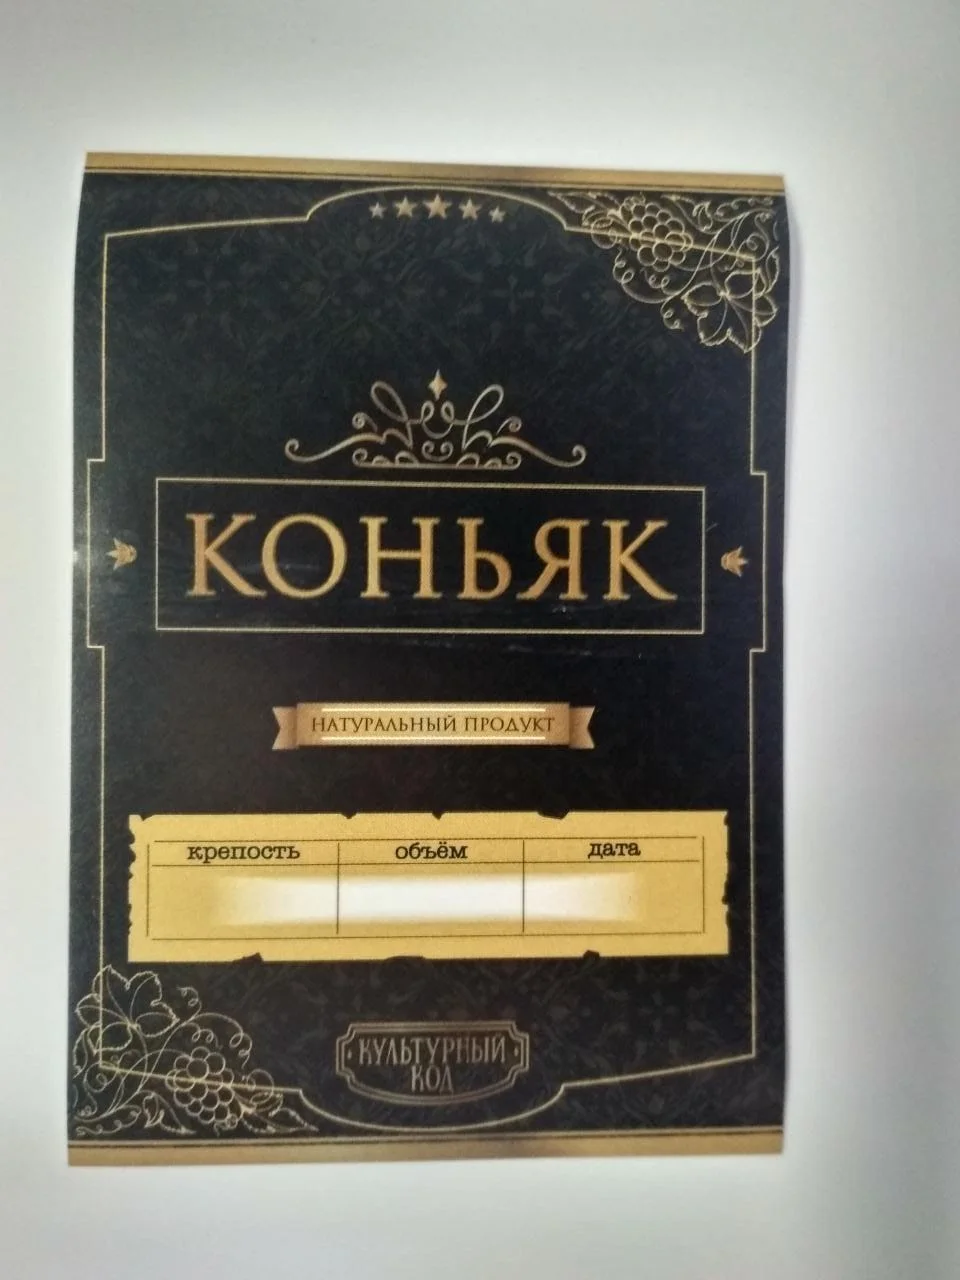 КОНЬЯК
НАТУРАЛЬНЫЙ ПРОДУКТ
крепость объём дата
КУЛЬТУРНЫЙ
КОД